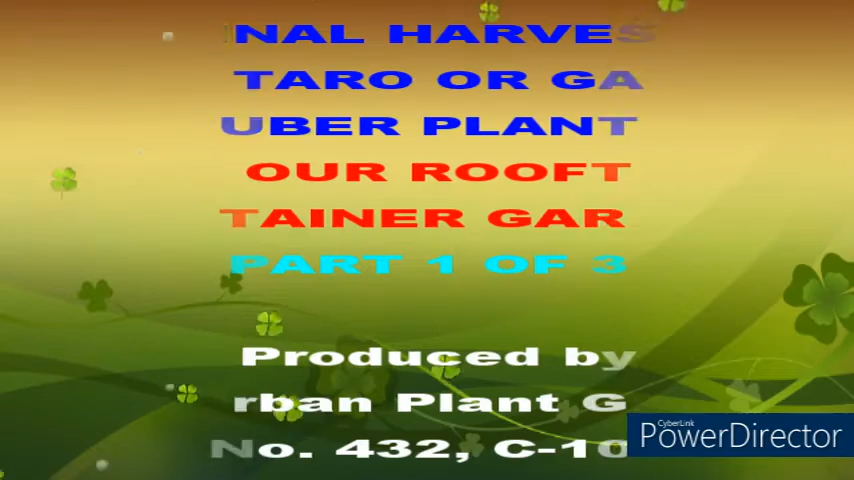 NAL HARVES
TARO OR GA
UBER PLANT
OUR ROOFT
TAINER GAR
PART 1 OF 3
Produced by
rban Plant G
No. 432, C-10
CyberLink
PowerDirector